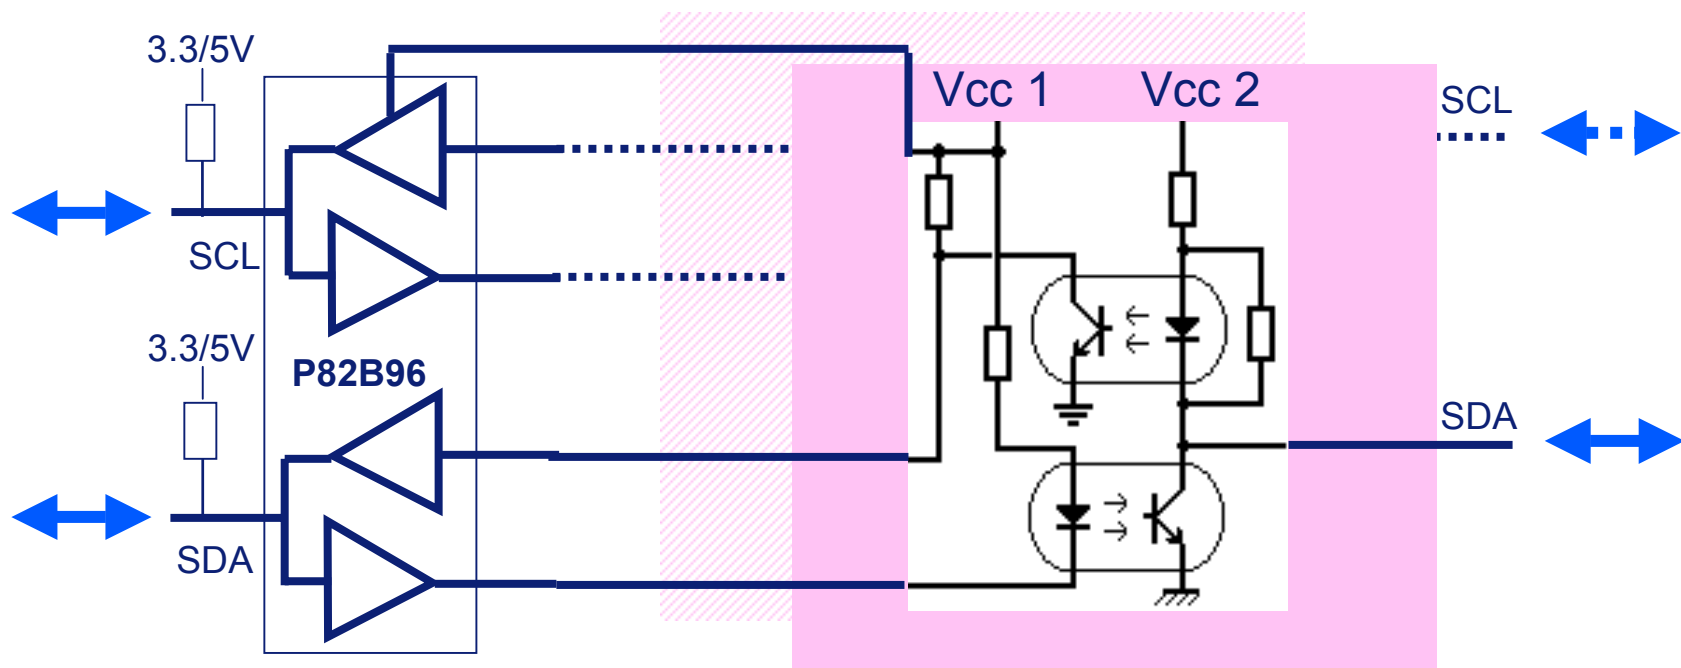 3.3/5V
Vcc 1
Vcc 2
SCL
SCL
3.3/5V
P82B96
SDA
SDA